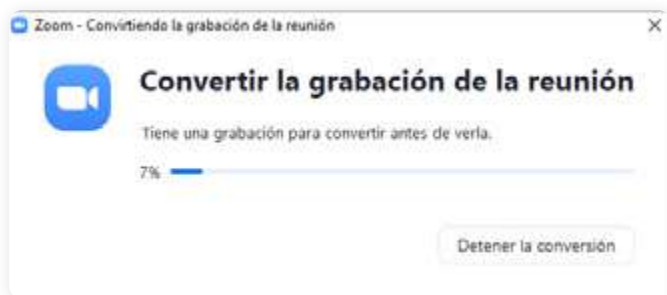 Zoom - Convirtiendo la grabación de la reunión
Convertir la grabación de la reunión
Tiene una grabación para convertir antes de verla.
7%
Detener la conversión